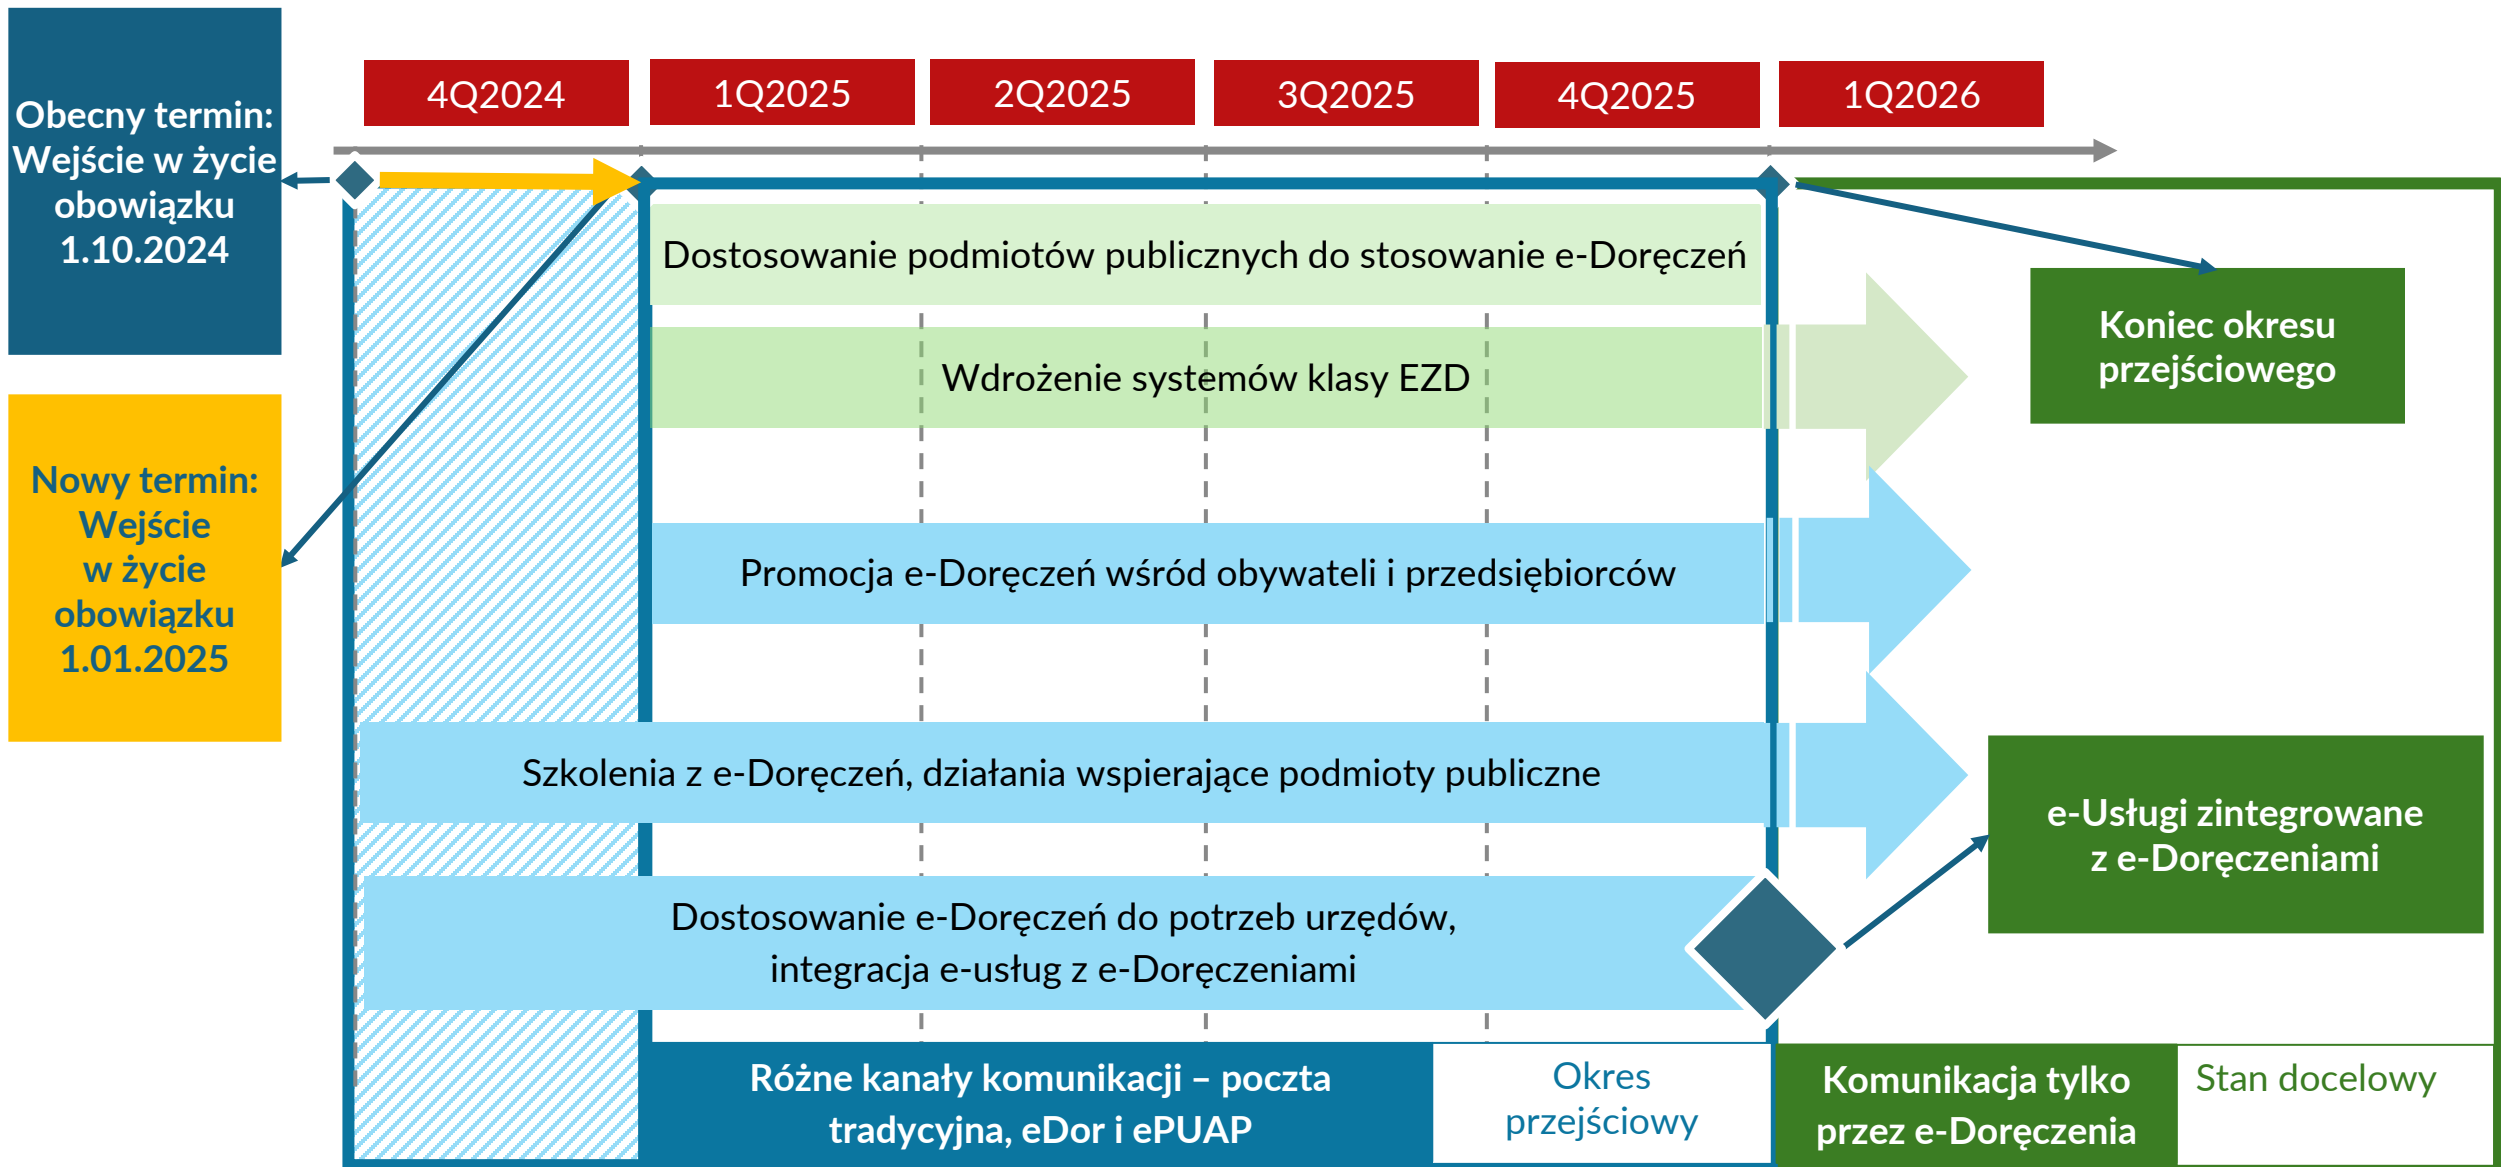 Obecny termin:
Wejście w życie
obowiązku
1.10.2024
4Q2024
1Q2025
2Q2025
3Q2025
4Q2025
1Q2026
Nowy termin:
Wejście
w życie
obowiązku
1.01.2025
Dostosowanie podmiotów publicznych do stosowanie e-Doręczeń
Wdrożenie systemów klasy EZD
Koniec okresu
przejściowego
Promocja e-Doręczeń wśród obywateli i przedsiębiorców
Szkolenia z e-Doręczeń, działania wspierające podmioty publiczne
e-Usługi zintegrowane
z e-Doręczeniami
Dostosowanie e-Doręczeń do potrzeb urzędów,
integracja e-usług z e-Doręczeniami
Różne kanały komunikacji – poczta
tradycyjna, eDor i ePUAP
Okres
przejściowy
Komunikacja tylko
przez e-Doręczenia
Stan docelowy